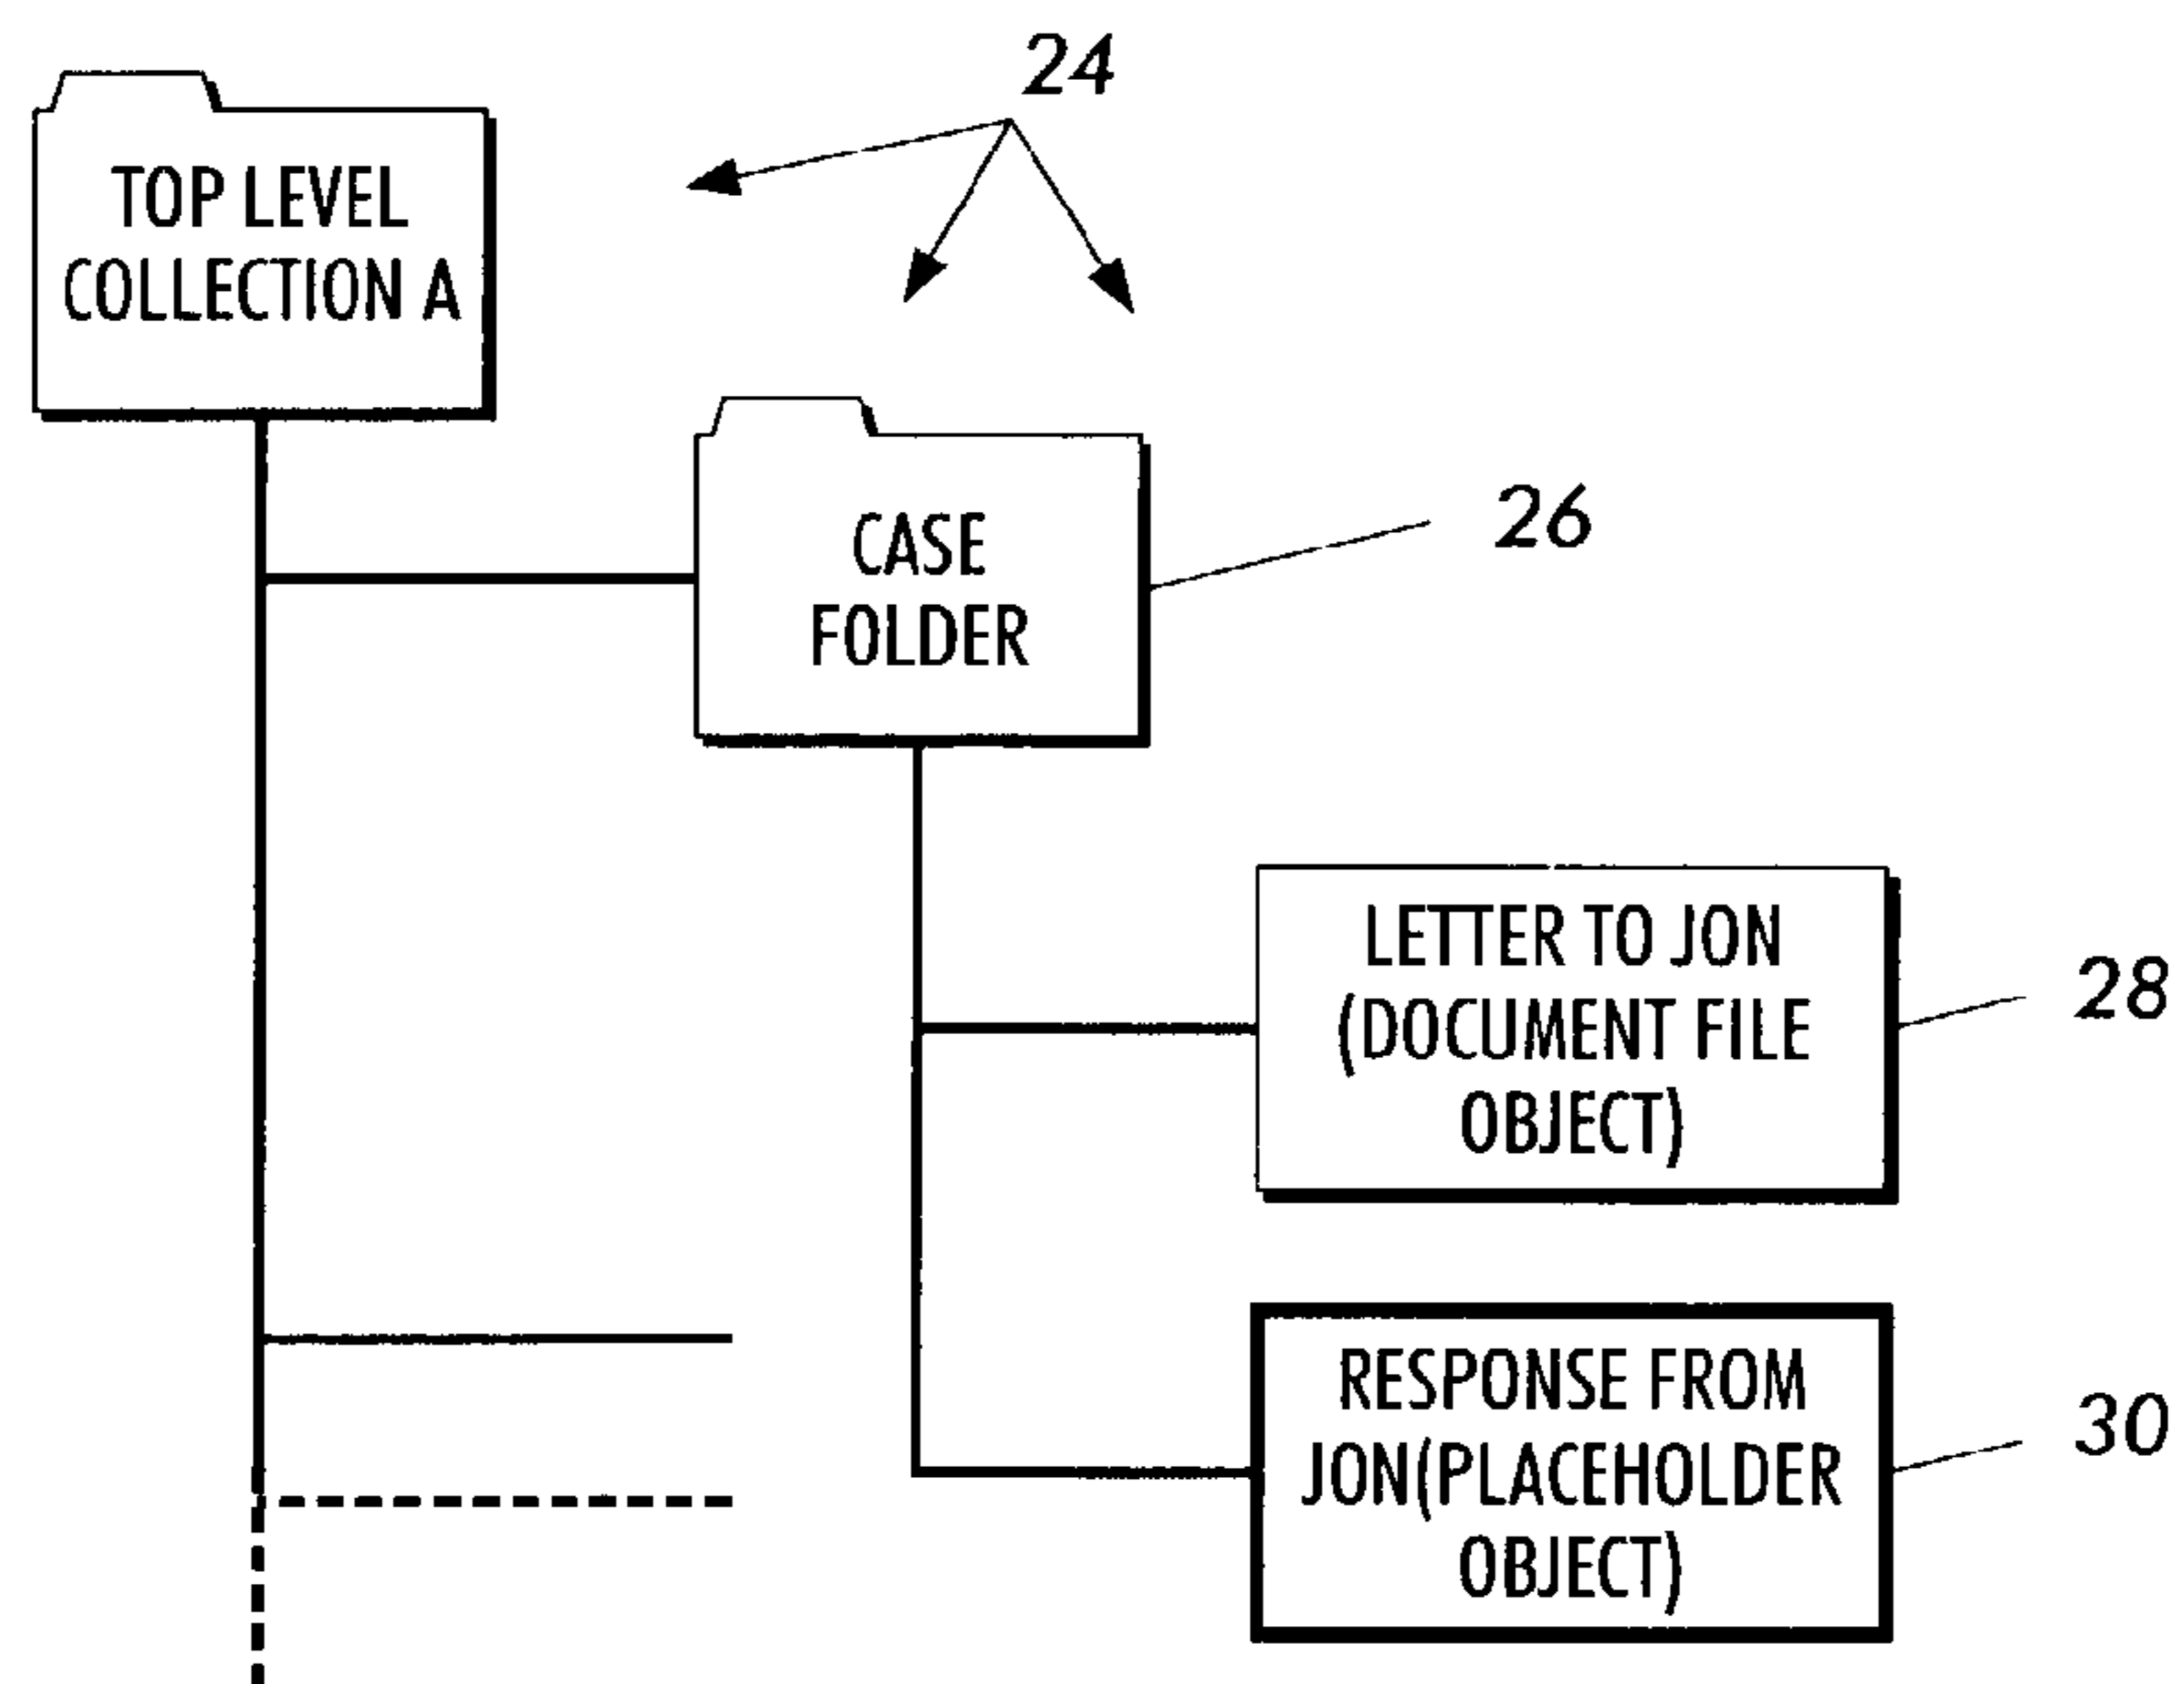 24
TOP LEVEL
COLLECTION A
26
CASE
FOLDER
LETTER TO JON
(DOCUMENT FILE
OBJECT)
28
RESPONSE FROM
JON(PLACEHOLDER
OBJECT)
30